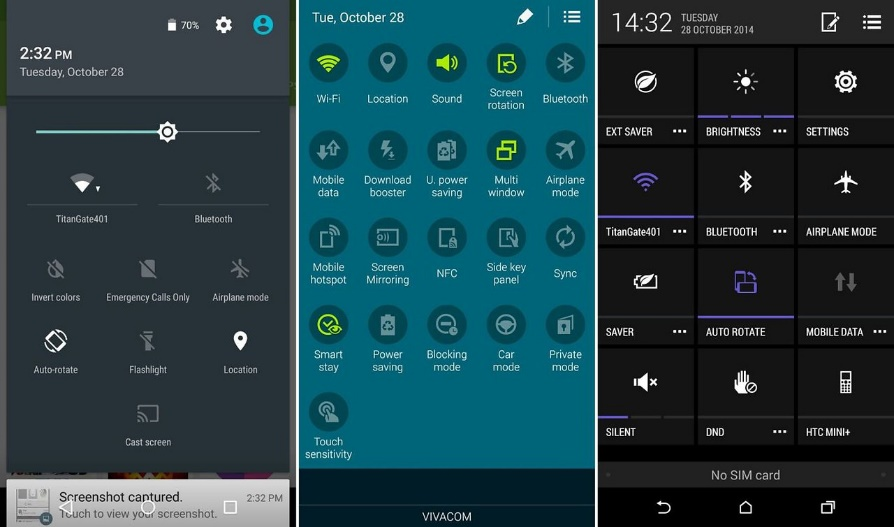 70%
2:32 PM
Tuesday, October 28
TitanGate401
Bluetooth
Invert colors
Emergency Calls Only
Airplane mode
Auto-rotate
Flashlight
Location
Cast screen
Screenshot captured.
2:32 PM
Touch to view your screenshot.
Tue, October 28
Wi-Fi
Location
Sound
Screen
rotation
Bluetooth
Mobile
data
Download
booster
U. power
saving
Multi
window
Airplane
mode
Mobile
hotspot
Screen
Mirroring
NFC
Side key
panel
Sync
Smart
stay
Power
saving
Blocking
mode
Car
mode
Private
mode
Touch
sensitivity
VIVACOM
14:32
TUESDAY
28 OCTOBER 2014
EXT SAVER
BRIGHTNESS
SETTINGS
TitanGate401
BLUETOOTH
AIRPLANE MODE
SAVER
AUTO ROTATE
MOBILE DATA
SILENT
DND
HTC MINI+
No SIM card